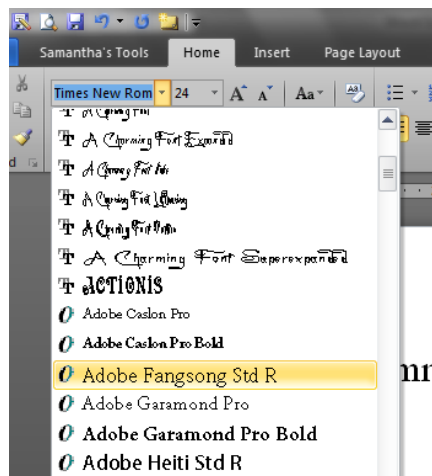 Samantha's Tools Home Insert Page Layout
Times New Rom 24 A A Aa
A Charming Font
A Charming Font Expanded
A Charming Font Italic
A Charming Font Leftleaning
A Charming Font Outline
A Charming Font Superexpanded
ACTIONIS
Adobe Caslon Pro
Adobe Caslon Pro Bold
Adobe Fangsong Std R
Adobe Garamond Pro
Adobe Garamond Pro Bold
Adobe Heiti Std R